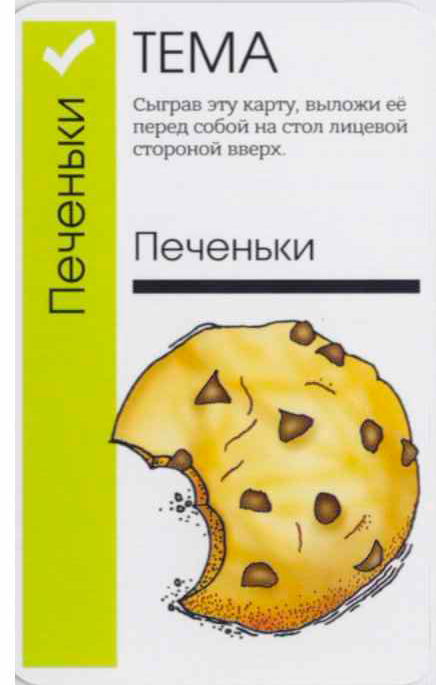 Печеньки
ТЕМА
Сыграв эту карту, выложи её
перед собой на стол лицевой
стороной вверх.
Печеньки